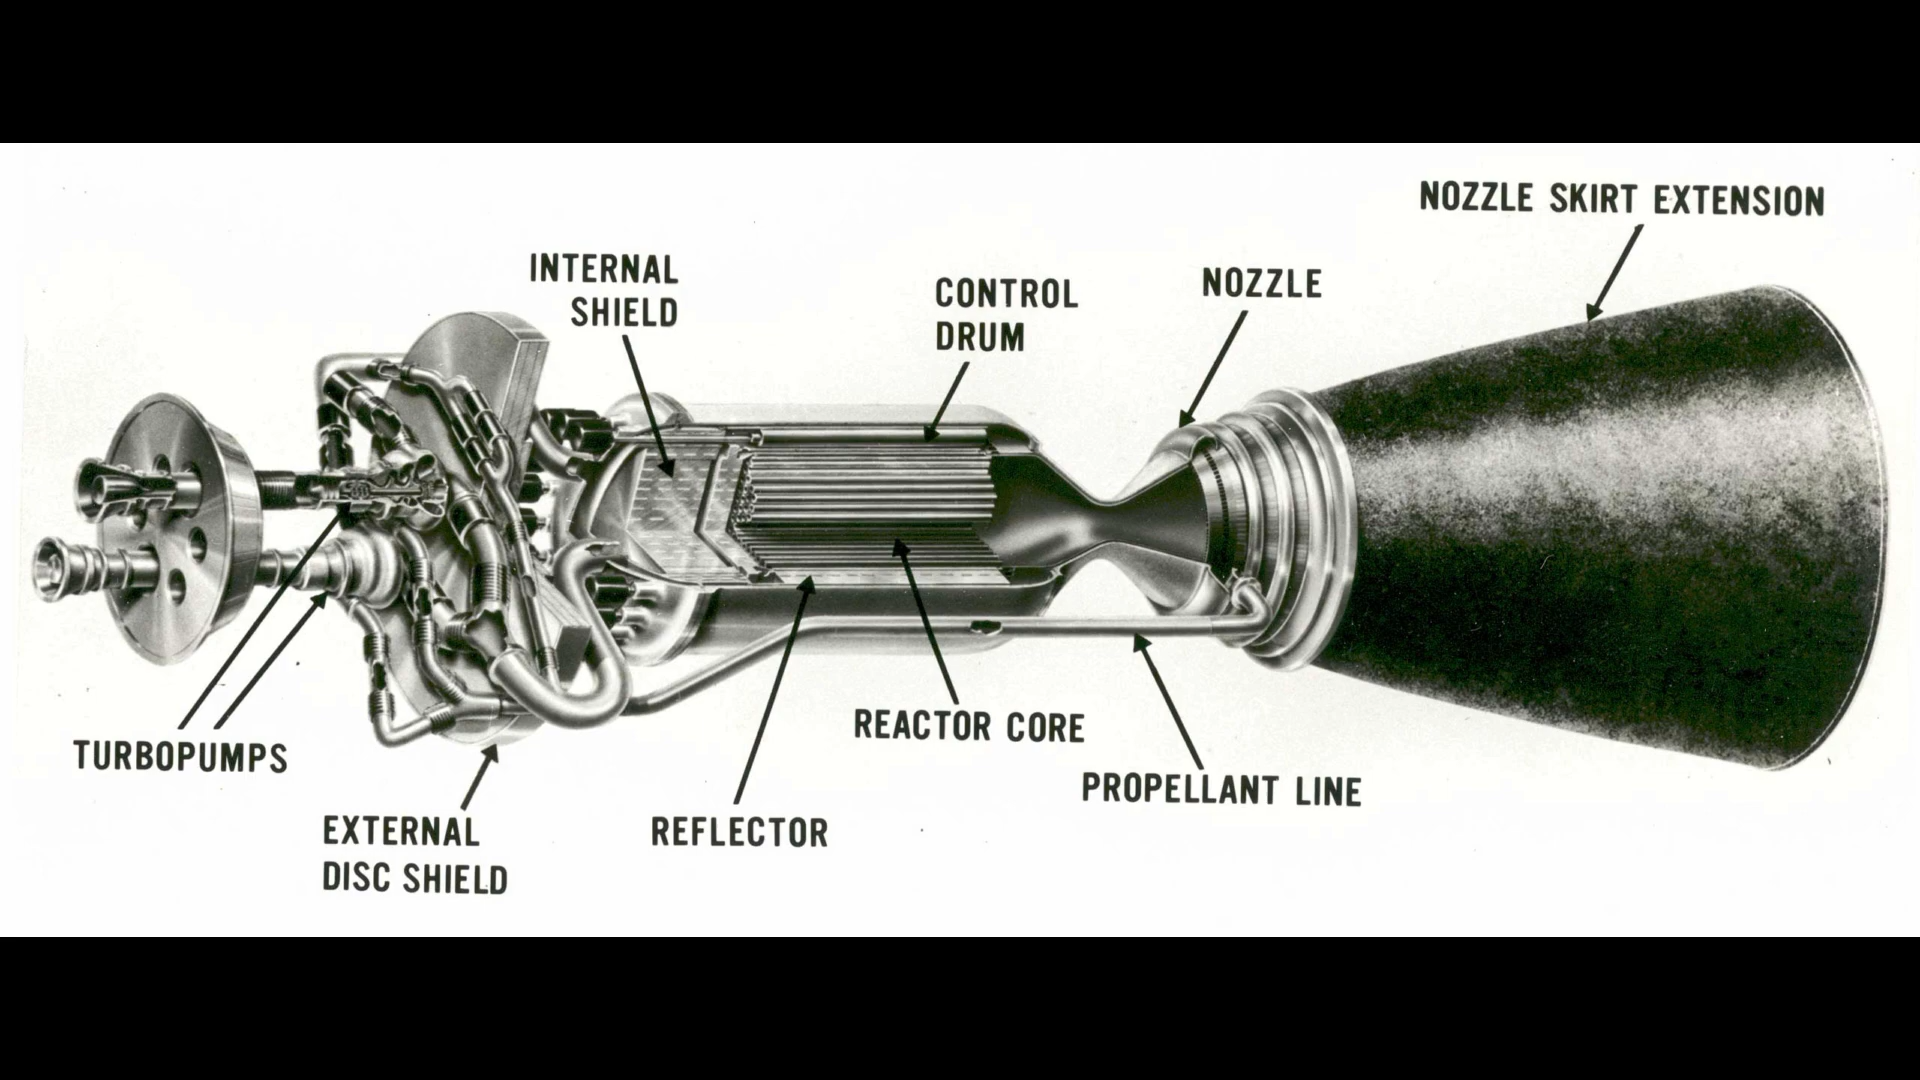 NOZZLE SKIRT EXTENSION
INTERNAL
SHIELD
CONTROL
DRUM
NOZZLE
TURBOPUMPS
EXTERNAL
DISC SHIELD
REFLECTOR
REACTOR CORE
PROPELLANT LINE